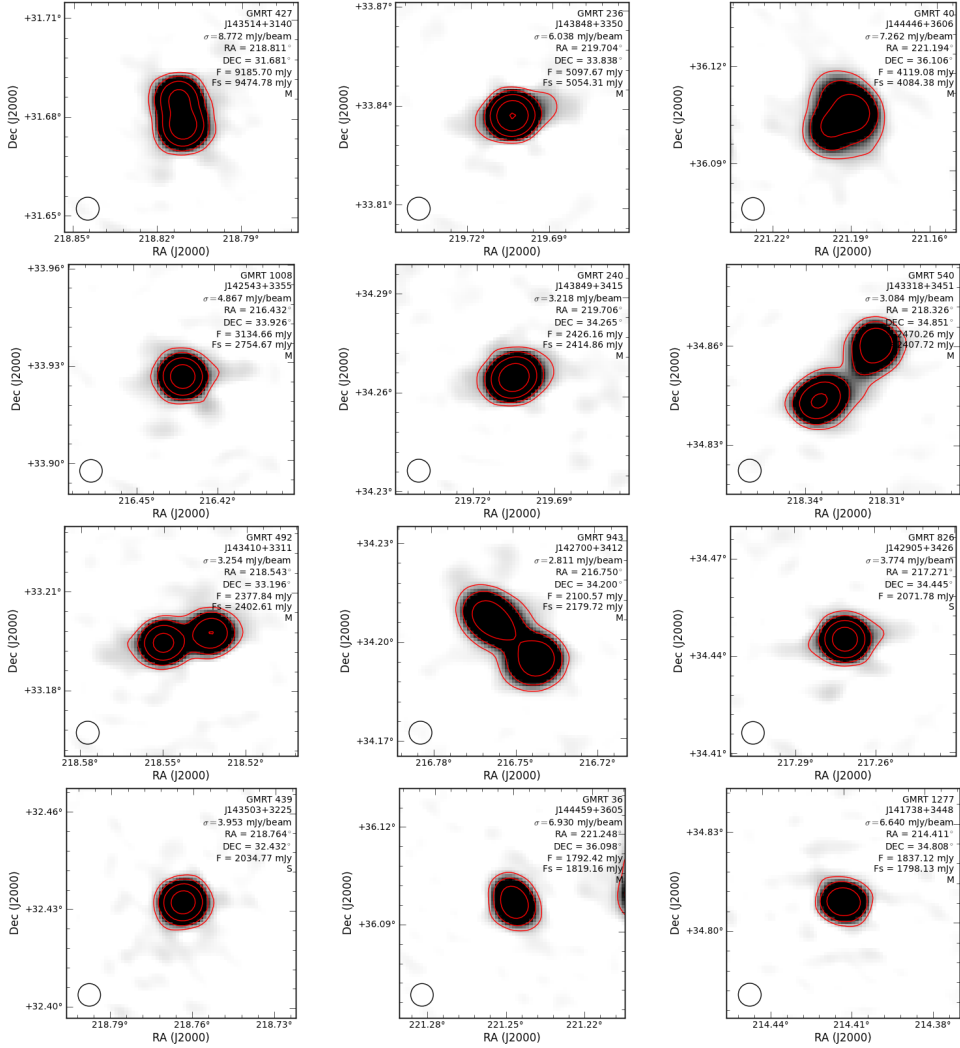 GMRT 427
J143514+3140
σ=8.772 mJy/beam
RA = 218.811°
DEC = 31.681°
F = 9185.70 mJy
Fs = 9474.78 mJy
M
+31.71°
+31.68°
+31.65°
Dec (J2000)
218.85° 218.82° 218.79°
RA (J2000)
GMRT 236
J143848+3350
σ=6.038 mJy/beam
RA = 219.704°
DEC = 33.838°
F = 5097.67 mJy
Fs = 5054.31 mJy
M
+33.87°
+33.84°
+33.81°
Dec (J2000)
219.72° 219.69°
RA (J2000)
GMRT 40
J144446+3606
σ=7.262 mJy/beam
RA = 221.194°
DEC = 36.106°
F = 4119.08 mJy
Fs = 4084.38 mJy
M
+36.12°
+36.09°
Dec (J2000)
221.22° 221.19° 221.16°
RA (J2000)
GMRT 1008
J142543+3355
σ=4.867 mJy/beam
RA = 216.432°
DEC = 33.926°
F = 3134.66 mJy
Fs = 2754.67 mJy
M
+33.96°
+33.93°
+33.90°
Dec (J2000)
216.45° 216.42°
RA (J2000)
GMRT 240
J143849+3415
σ=3.218 mJy/beam
RA = 219.706°
DEC = 34.265°
F = 2426.16 mJy
Fs = 2414.86 mJy
M
+34.29°
+34.26°
+34.23°
Dec (J2000)
219.72° 219.69°
RA (J2000)
GMRT 540
J143318+3451
σ=3.084 mJy/beam
RA = 218.326°
DEC = 34.851°
2470.26 mJy
2407.72 mJy
M
+34.86°
+34.83°
Dec (J2000)
218.34° 218.31°
RA (J2000)
GMRT 492
J143410+3311
σ=3.254 mJy/beam
RA = 218.543°
DEC = 33.196°
F = 2377.84 mJy
Fs = 2402.61 mJy
M
+33.21°
+33.18°
Dec (J2000)
218.58° 218.55° 218.52°
RA (J2000)
GMRT 943
J142700+3412
σ=2.811 mJy/beam
RA = 216.750°
DEC = 34.200°
F = 2100.57 mJy
Fs = 2179.72 mJy
M
+34.23°
+34.20°
+34.17°
Dec (J2000)
216.78° 216.75° 216.72°
RA (J2000)
GMRT 826
J142905+3426
σ=3.774 mJy/beam
RA = 217.271°
DEC = 34.445°
F = 2071.78 mJy
S
+34.47°
+34.44°
+34.41°
Dec (J2000)
217.29° 217.26°
RA (J2000)
GMRT 439
J143503+3225
σ=3.953 mJy/beam
RA = 218.764°
DEC = 32.432°
F = 2034.77 mJy
S
+32.46°
+32.43°
+32.40°
Dec (J2000)
218.79° 218.76° 218.73°
RA (J2000)
GMRT 36
J144459+3605
σ=6.930 mJy/beam
RA = 221.248°
DEC = 36.098°
F = 1792.42 mJy
Fs = 1819.16 mJy
M
+36.12°
+36.09°
Dec (J2000)
221.28° 221.25° 221.22°
RA (J2000)
GMRT 1277
J141738+3448
σ=6.640 mJy/beam
RA = 214.411°
DEC = 34.808°
F = 1837.12 mJy
Fs = 1798.13 mJy
M
+34.83°
+34.80°
Dec (J2000)
214.44° 214.41° 214.38°
RA (J2000)